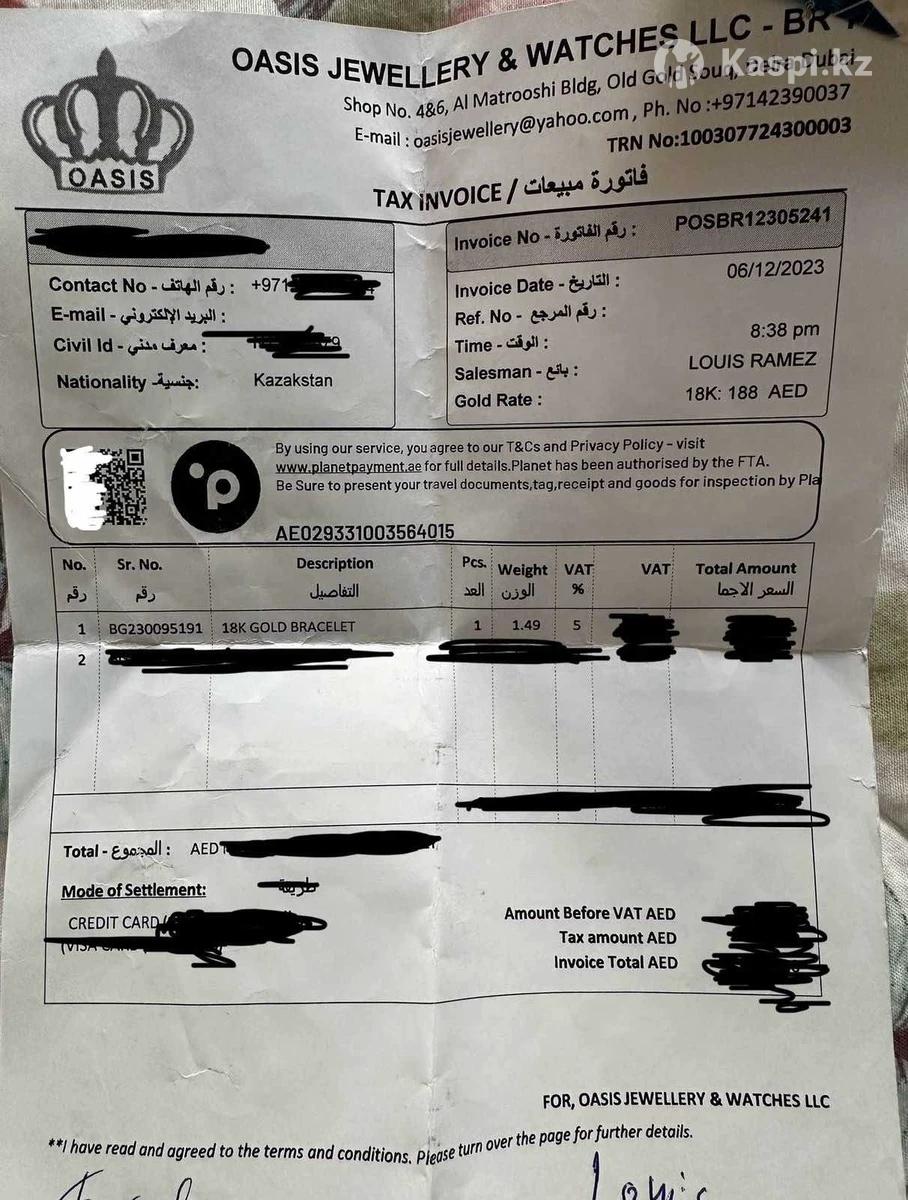 OASIS JEWELLERY & WATCHES LLC - BR
Kaspi.kz
Shop No. 4&6, Al Matrooshi Bldg, Old Gold Souq, Deira Dubai
E-mail : oasisjewellery@yahoo.com , Ph. No :+97142390037
TRN No:100307724300003
OASIS
TAX INVOICE / فاتورة مبيعات
Contact No - رقم الهاتف : +971
E-mail - البريد الإلكتروني :
Civil Id - معرف مدني :
Nationality - جنسية: Kazakstan
Invoice No - رقم الفاتورة : POSBR12305241
Invoice Date - التاريخ : 06/12/2023
Ref. No - رقم المرجع :
Time - الوقت : 8:38 pm
Salesman - بائع : LOUIS RAMEZ
Gold Rate : 18K: 188 AED
By using our service, you agree to our T&Cs and Privacy Policy - visit
www.planetpayment.ae for full details.Planet has been authorised by the FTA.
Be Sure to present your travel documents,tag,receipt and goods for inspection by Pla
p
AE029331003564015
No. Sr. No. Description Pcs. Weight VAT % VAT Total Amount
رقم رقم التفاصيل العد الوزن السعر الاجما
1 BG230095191 18K GOLD BRACELET 1 1.49 5
2
Total - المجموع : AED
Mode of Settlement: طريقة
CREDIT CARD
(VISA CARD
Amount Before VAT AED
Tax amount AED
Invoice Total AED
FOR, OASIS JEWELLERY & WATCHES LLC
**I have read and agreed to the terms and conditions. Please turn over the page for further details.
Louis